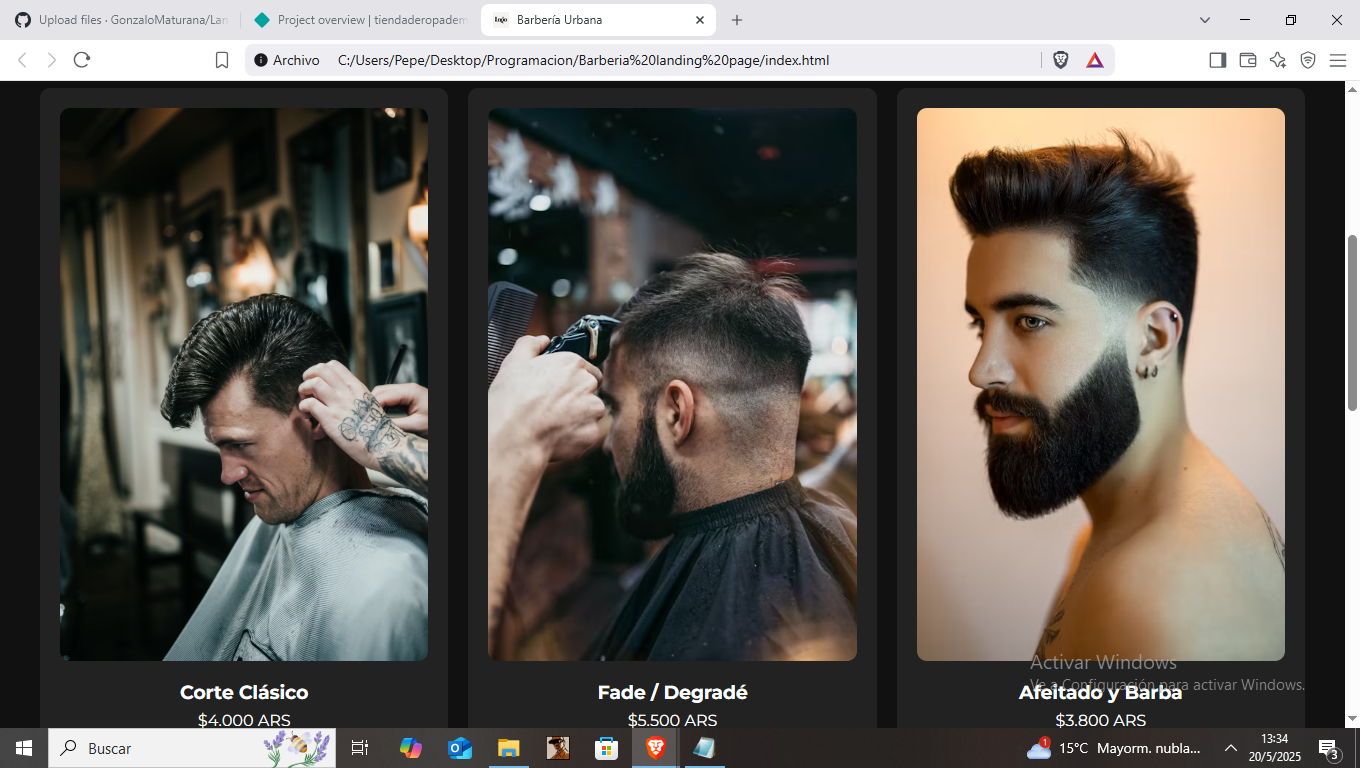 Upload files · GonzaloMaturana/Lan
Project overview | tiendaderopadem
Logo
Barbería Urbana
Archivo
C:/Users/Pepe/Desktop/Programacion/Barberia%20landing%20page/index.html
Corte Clásico
$4.000 ARS
Fade / Degradé
$5.500 ARS
Afeitado y Barba
$3.800 ARS
Activar Windows
Ve a Configuración para activar Windows.
Buscar
1
15°C Mayorm. nubla...
13:34
20/5/2025
3